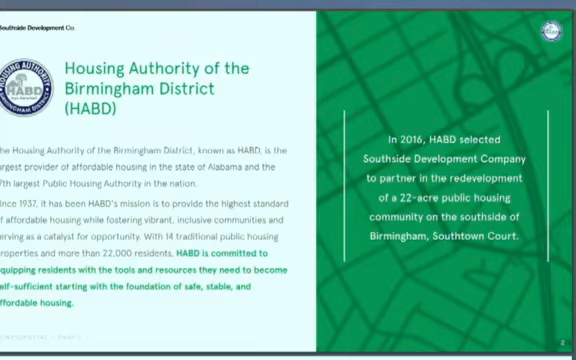 Southside Development Co.
Housing Authority of the
Birmingham District
(HABD)
HOUSING AUTHORITY
HABD
BIRMINGHAM DISTRICT
he Housing Authority of the Birmingham District, known as HABD, is the
argest provider of affordable housing in the state of Alabama and the
7th largest Public Housing Authority in the nation.
ince 1937, it has been HABD's mission is to provide the highest standard
f affordable housing while fostering vibrant, inclusive communities and
erving as a catalyst for opportunity. With 14 traditional public housing
roperties and more than 22,000 residents, HABD is committed to
quipping residents with the tools and resources they need to become
elf-sufficient starting with the foundation of safe, stable, and
ffordable housing.
In 2016, HABD selected
Southside Development Company
to partner in the redevelopment
of a 22-acre public housing
community on the southside of
Birmingham, Southtown Court.
2